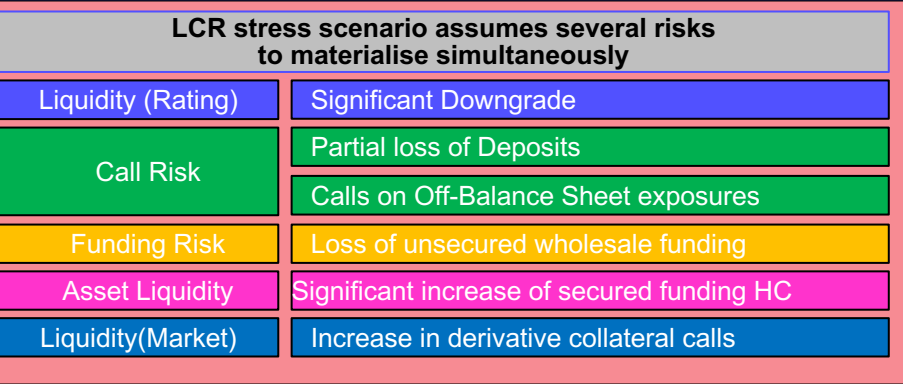 LCR stress scenario assumes several risks
to materialise simultaneously
Liquidity (Rating)
Significant Downgrade
Call Risk
Partial loss of Deposits
Calls on Off-Balance Sheet exposures
Funding Risk
Loss of unsecured wholesale funding
Asset Liquidity
Significant increase of secured funding HC
Liquidity(Market)
Increase in derivative collateral calls